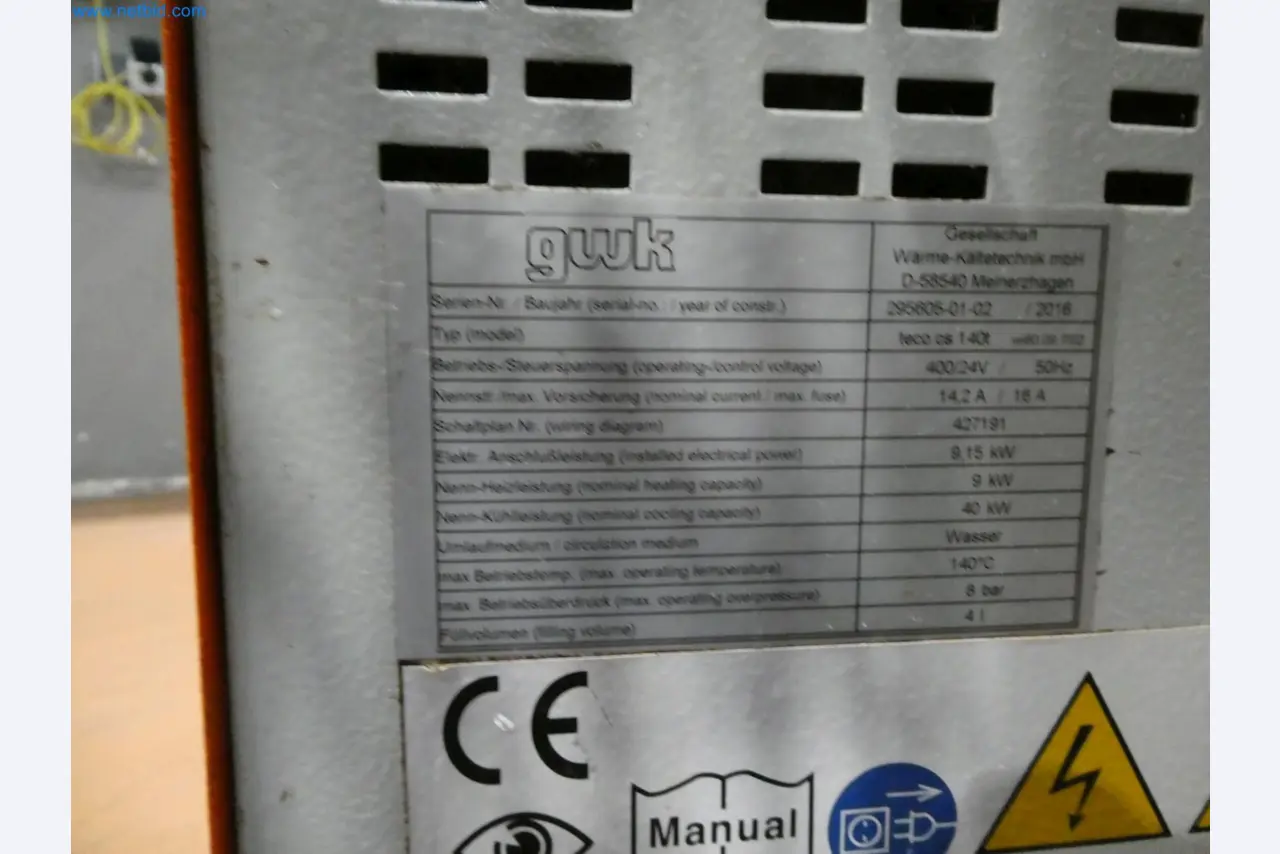 gwk
Gesellschaft
Wärme-Kältetechnik mbH
D-58540 Meinerzhagen
Serien-Nr. / Baujahr (serial-no.: / year of constr.) 295605-01-02 / 2016
Typ (model) teco cs 140t
Betriebs-/Steuerspannung (operating-/control voltage) 400/24V / 50Hz
Nennstr./max. Vorsicherung (nominal current / max. fuse) 14,2 A / 16 A
Schaltplan Nr. (wiring diagram) 427191
Elektr. Anschlußleistung (installed electrical power) 9,15 kW
Nenn-Heizleistung (nominal heating capacity) 9 kW
Nenn-Kühlleistung (nominal cooling capacity) 40 kW
Umlaufmedium / circulation medium Wasser
max Betriebstemp. (max. operating temperature) 140°C
max. Betriebsüberdruck (max. operating overpressure) 8 bar
Füllvolumen (filling volume) 4 l
CE
Manual